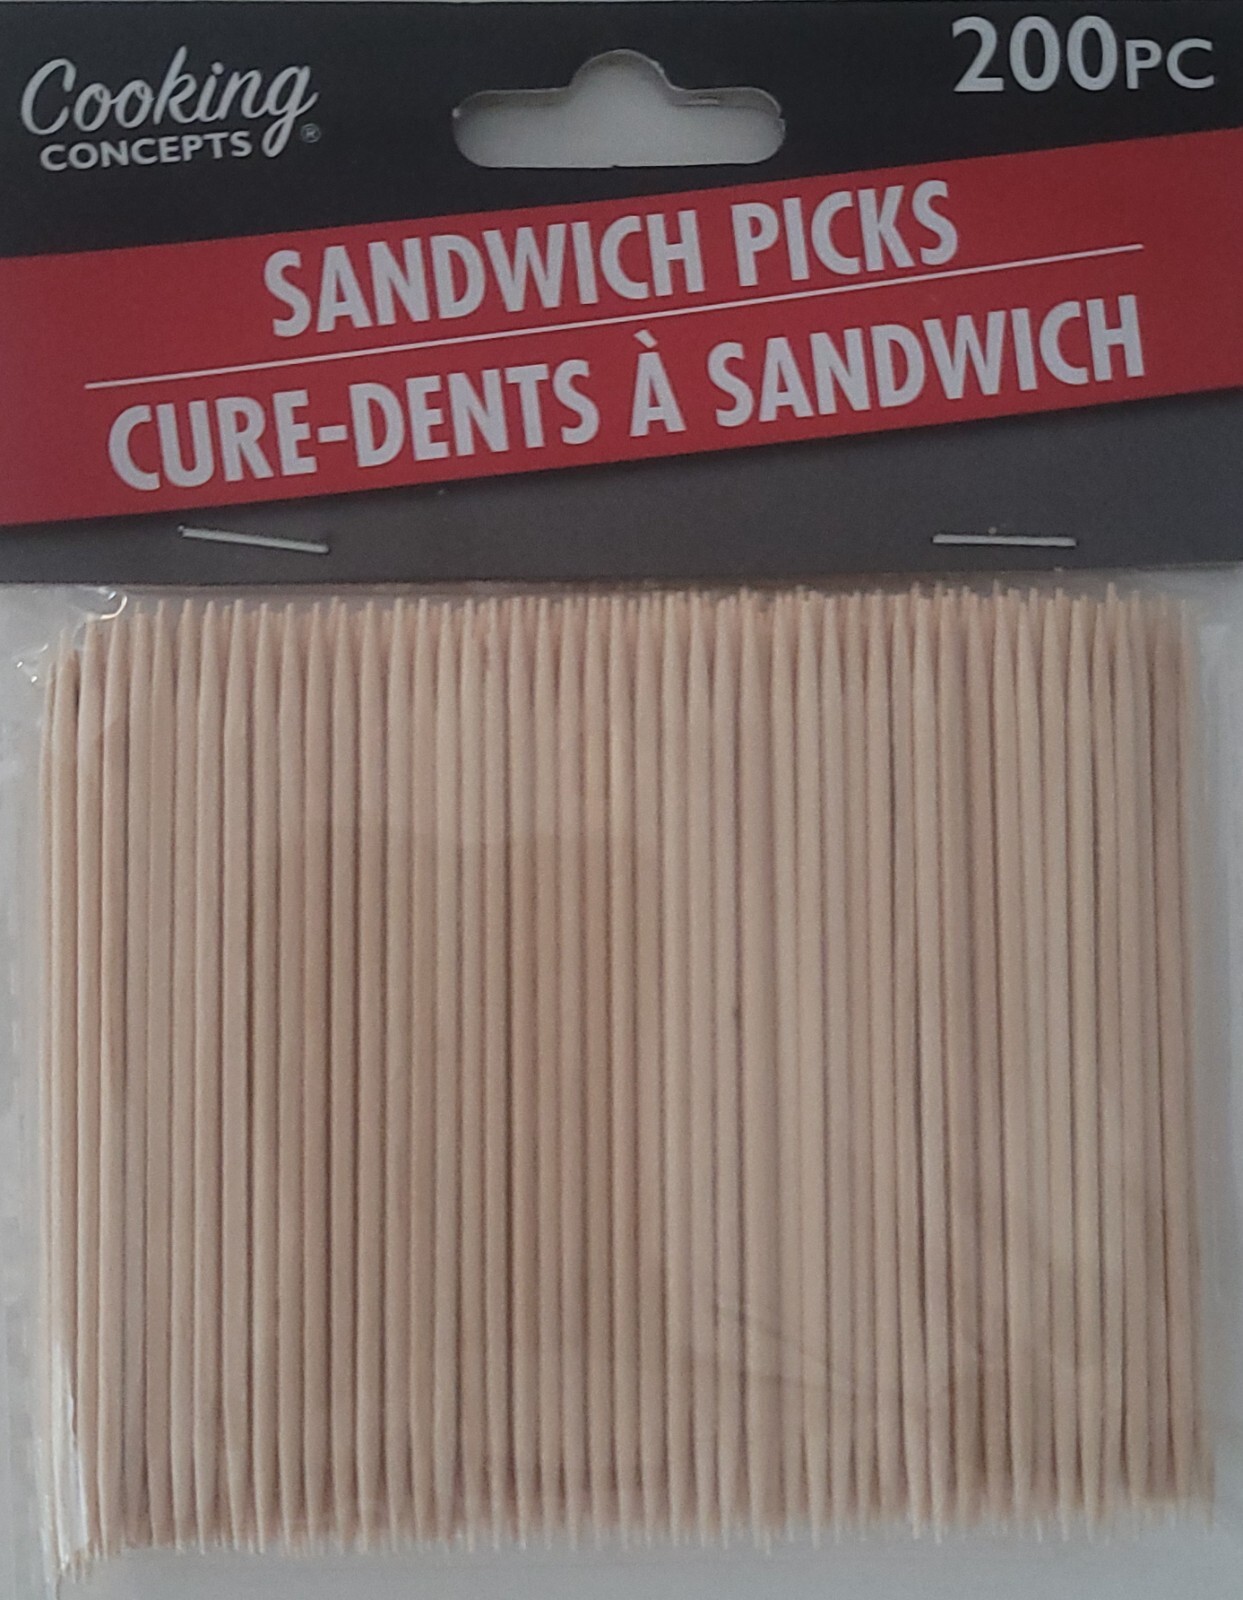 Cooking
CONCEPTS®
200PC
SANDWICH PICKS
CURE-DENTS À SANDWICH